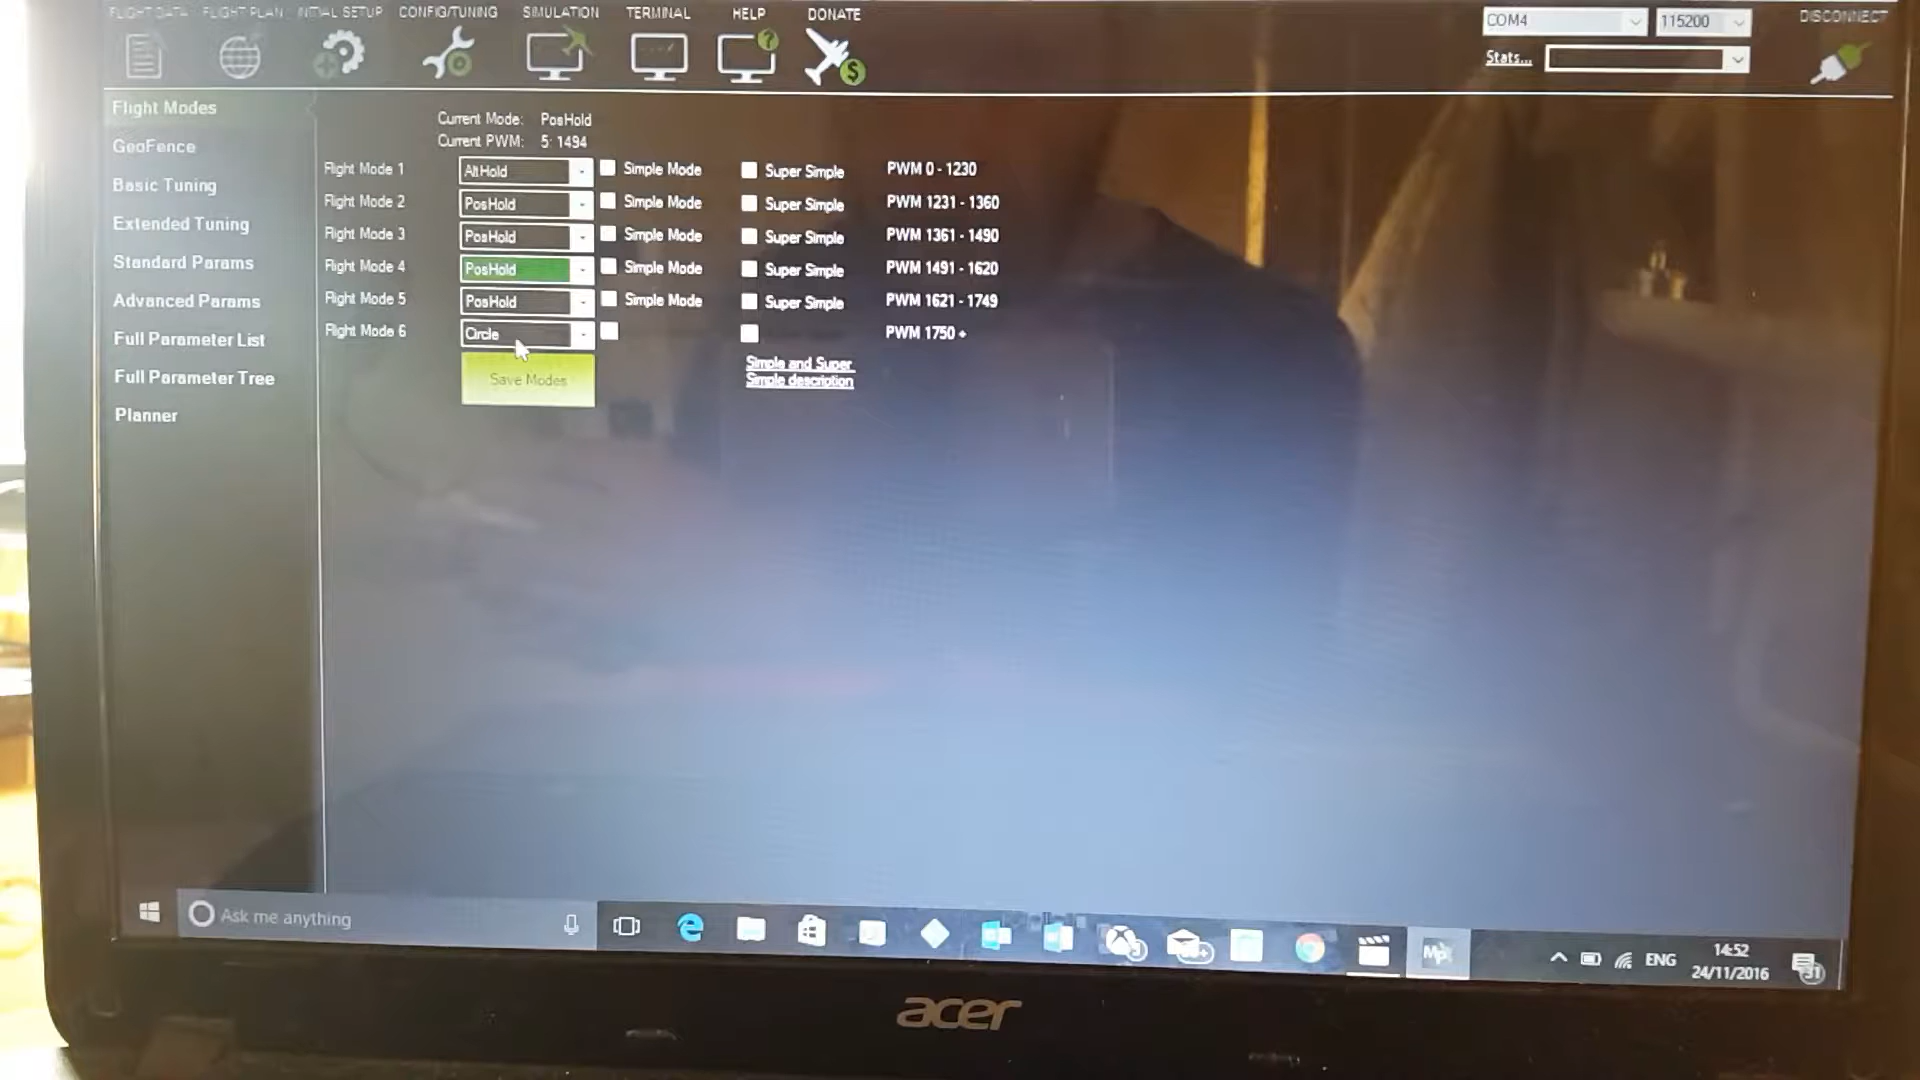 FLIGHT DATA FLIGHT PLAN INITIAL SETUP CONFIG/TUNING SIMULATION TERMINAL HELP DONATE
COM4 115200 DISCONNECT
Stats...
Flight Modes
GeoFence
Basic Tuning
Extended Tuning
Standard Params
Advanced Params
Full Parameter List
Full Parameter Tree
Planner
Current Mode: PosHold
Current PWM: 5: 1494
Flight Mode 1 AltHold Simple Mode Super Simple PWM 0 - 1230
Flight Mode 2 PosHold Simple Mode Super Simple PWM 1231 - 1360
Flight Mode 3 PosHold Simple Mode Super Simple PWM 1361 - 1490
Flight Mode 4 PosHold Simple Mode Super Simple PWM 1491 - 1620
Flight Mode 5 PosHold Simple Mode Super Simple PWM 1621 - 1749
Flight Mode 6 Circle PWM 1750 +
Save Modes
Simple and Super
Simple description
Ask me anything
ENG
14:52
24/11/2016
31
acer